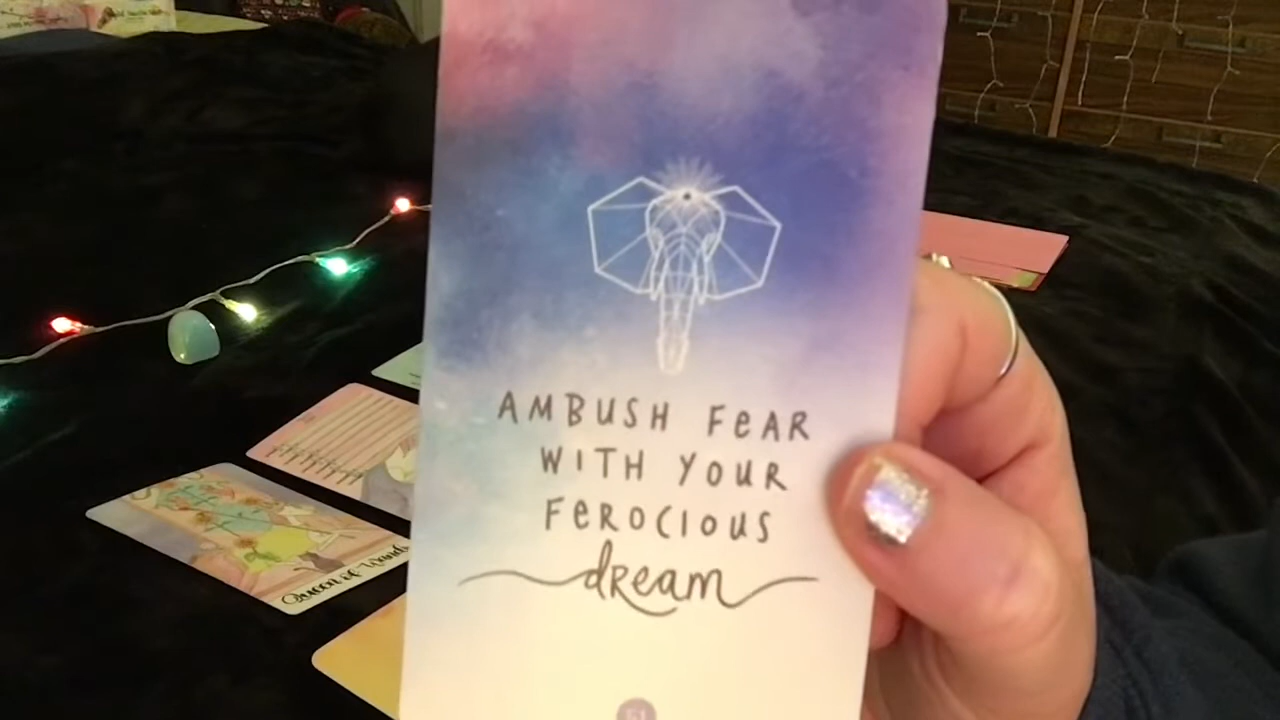 AMBUSH FEAR
WITH YOUR
FEROCIOUS
dREAM
Queen of Wands